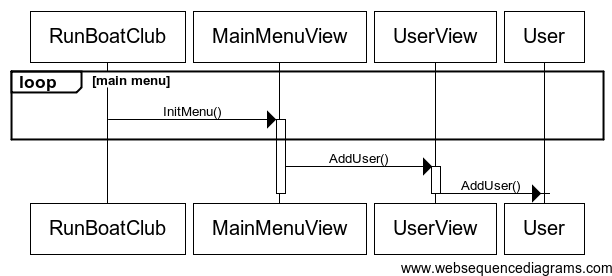 RunBoatClub MainMenuView UserView User
loop [main menu]
InitMenu()
AddUser()
AddUser()
RunBoatClub MainMenuView UserView User
www.websequencediagrams.com